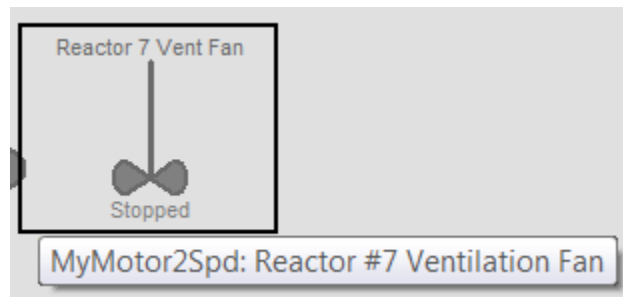 Reactor 7 Vent Fan
Stopped
MyMotor2Spd: Reactor #7 Ventilation Fan